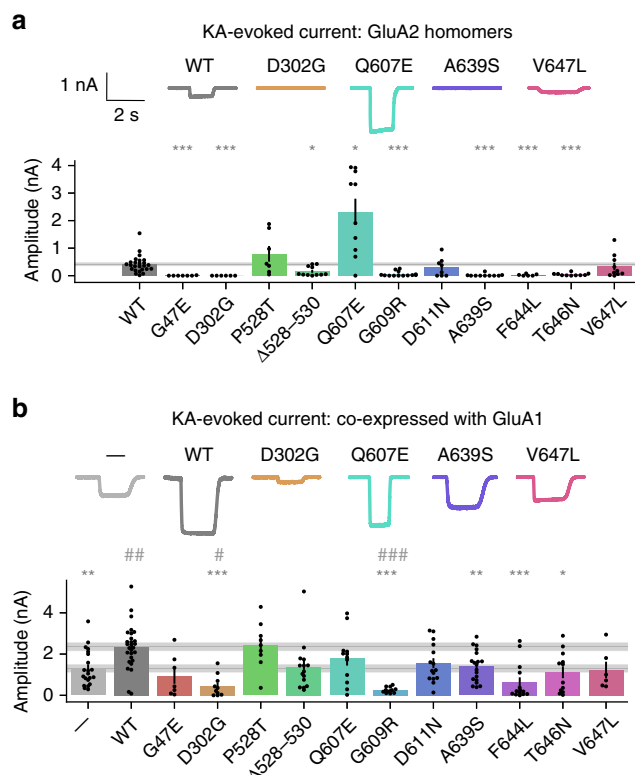 a
KA-evoked current: GluA2 homomers
WT D302G Q607E A639S V647L
1 nA
2 s
*** *** * * *** *** *** ***
Amplitude (nA)
4
3
2
1
0
WT G47E D302G P528T Δ528–530 Q607E G609R D611N A639S F644L T646N V647L
b
KA-evoked current: co-expressed with GluA1
— WT D302G Q607E A639S V647L
## # ###
** *** *** ** *** *
Amplitude (nA)
4
2
0
— WT G47E D302G P528T Δ528–530 Q607E G609R D611N A639S F644L T646N V647L